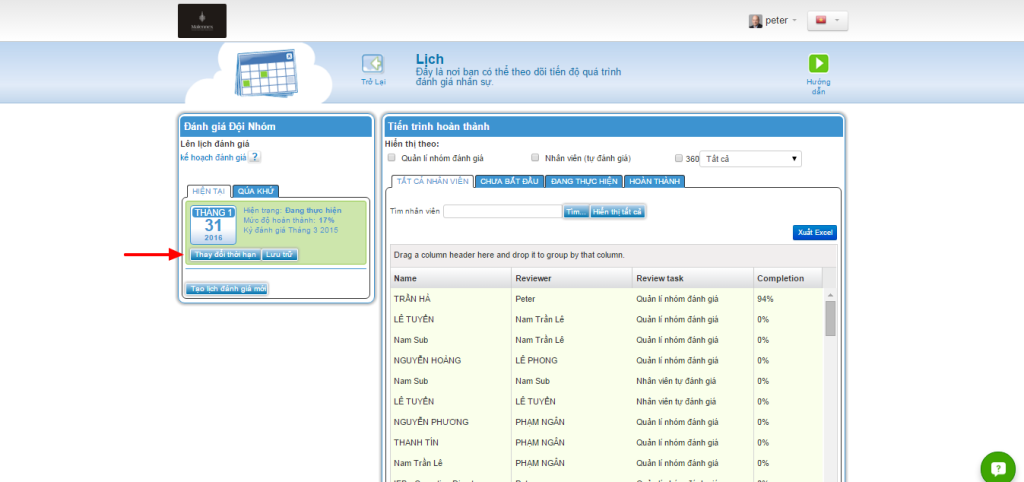 peter
Trở Lại
Lịch
Đây là nơi bạn có thể theo dõi tiến độ quá trình
đánh giá nhân sự.
Hướng
dẫn
Đánh giá Đội Nhóm
Lên lịch đánh giá
kế hoạch đánh giá ?
HIỆN TẠI QÚA KHỨ
THÁNG 1
31
2016
Hiện trạng: Đang thực hiện
Mức độ hoàn thành: 17%
Kỳ đánh giá Tháng 3 2015
Thay đổi thời hạn Lưu trữ
Tạo lịch đánh giá mới
Tiến trình hoàn thành
Hiển thị theo:
Quản lí nhóm đánh giá Nhân viên (tự đánh giá) 360 Tất cả
TẤT CẢ NHÂN VIÊN CHƯA BẮT ĐẦU ĐANG THỰC HIỆN HOÀN THÀNH
Tìm nhân viên Tìm... Hiển thị tất cả
Xuất Excel
Drag a column header here and drop it to group by that column.
Name Reviewer Review task Completion
TRẦN HÀ Peter Quản lí nhóm đánh giá 94%
LÊ TUYỀN Nam Trần Lê Quản lí nhóm đánh giá 0%
Nam Sub Nam Trần Lê Quản lí nhóm đánh giá 0%
NGUYỄN HOÀNG LÊ PHONG Quản lí nhóm đánh giá 0%
Nam Sub Nam Sub Nhân viên tự đánh giá 0%
LÊ TUYỀN LÊ TUYỀN Nhân viên tự đánh giá 0%
NGUYỄN PHƯƠNG PHẠM NGÂN Quản lí nhóm đánh giá 0%
THANH TÍN PHẠM NGÂN Quản lí nhóm đánh giá 0%
Nam Trần Lê PHẠM NGÂN Quản lí nhóm đánh giá 0%